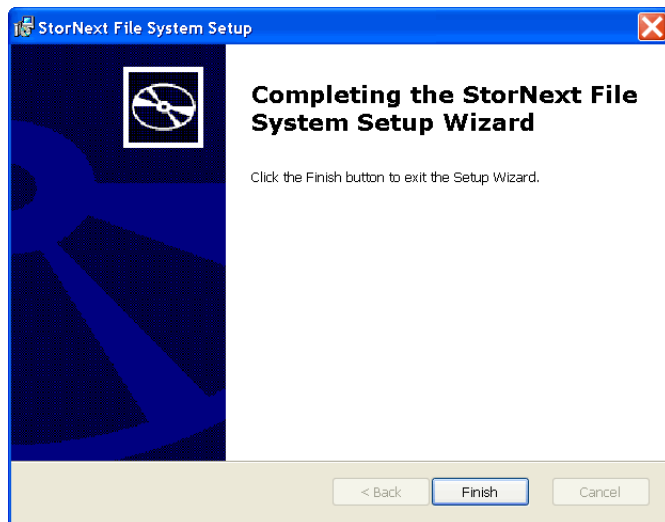 StorNext File System Setup
Completing the StorNext File
System Setup Wizard
Click the Finish button to exit the Setup Wizard.
< Back
Finish
Cancel